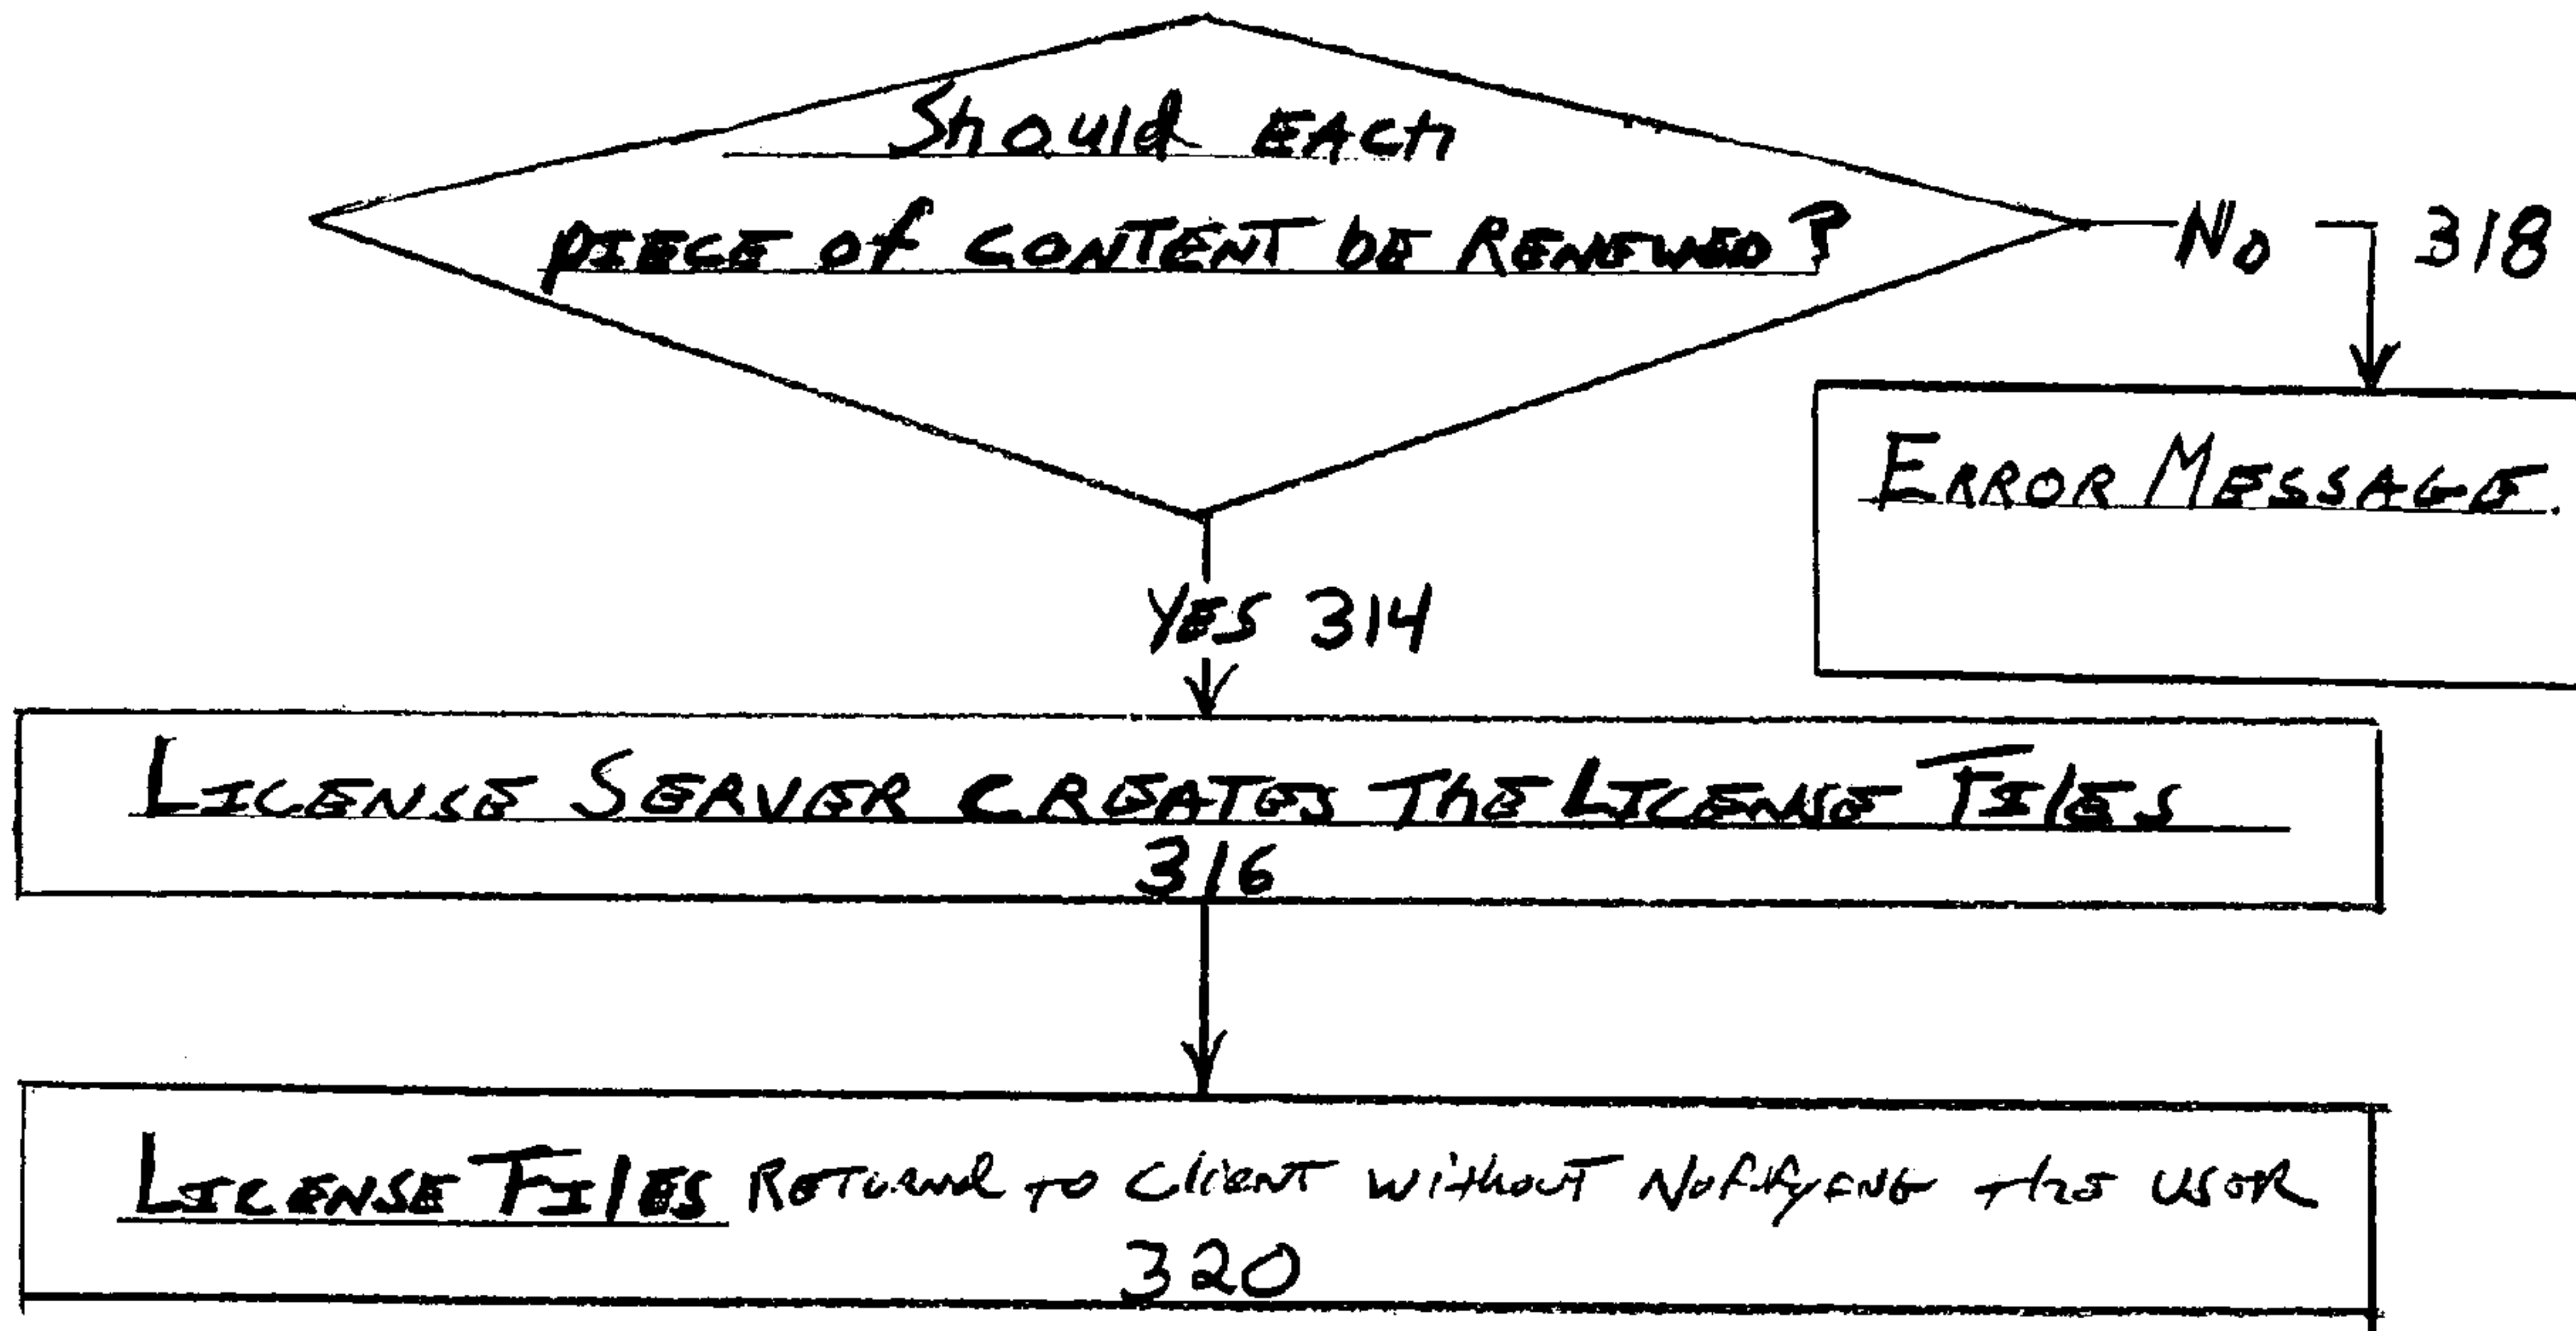 Should EACh
PIECE of CONTENT bE RENEWED?
No 318
ERROR MESSAGE.
YES 314
LICENSE SERVER CREATES ThE LICENSE FIlES
316
LICENSE FIlES RETURNd TO ClIENT WithouT NotifyING thE USER
320